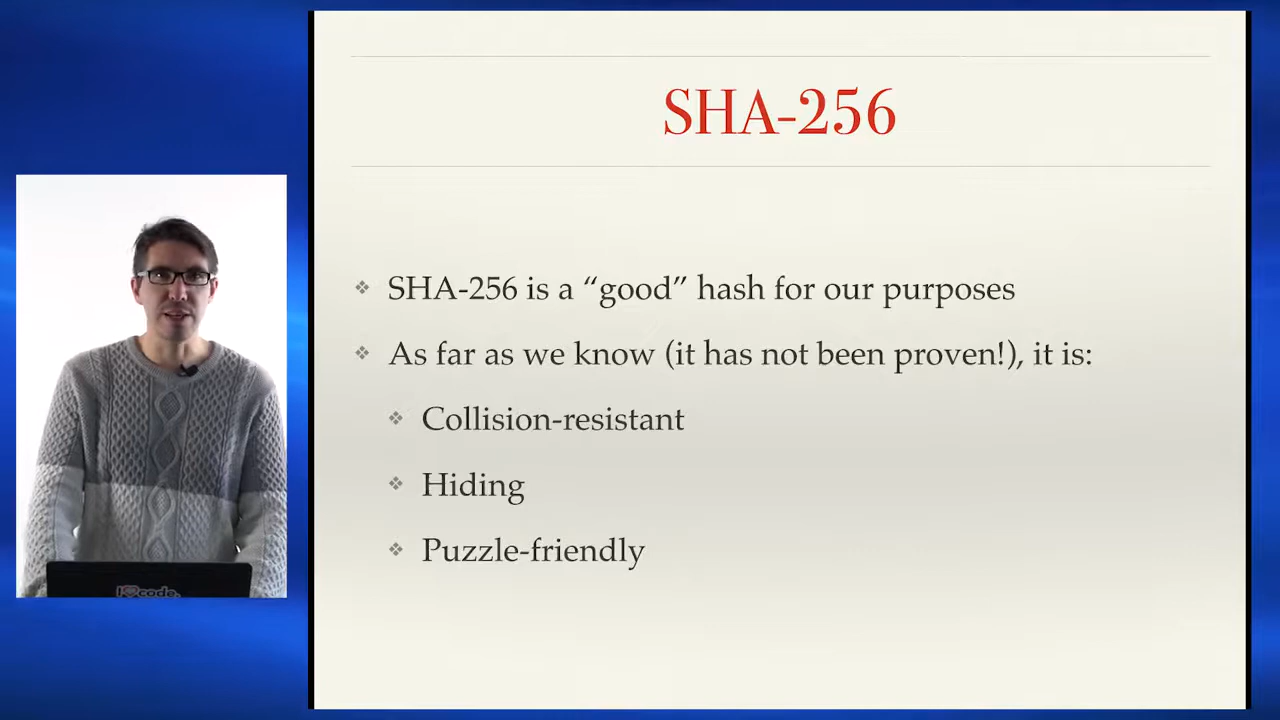 SHA-256
SHA-256 is a “good” hash for our purposes
As far as we know (it has not been proven!), it is:
Collision-resistant
Hiding
Puzzle-friendly
code.